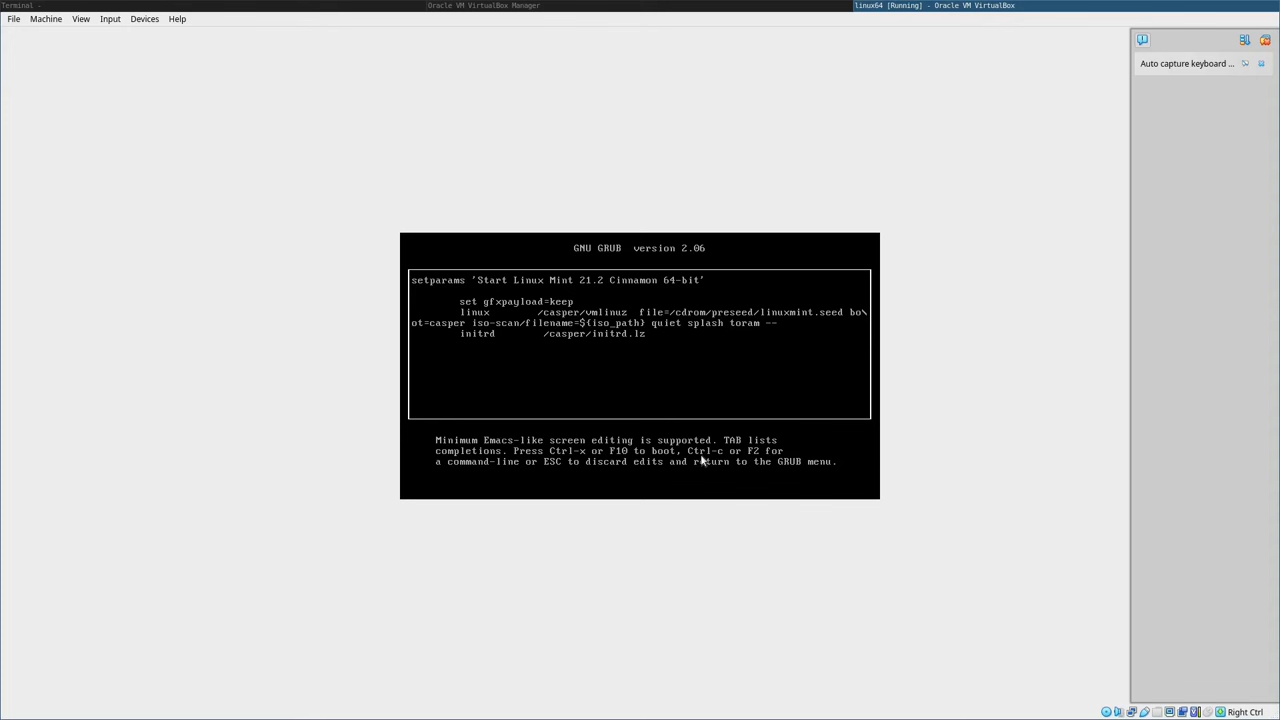 Terminal -
Oracle VM VirtualBox Manager
linux64 [Running] - Oracle VM VirtualBox
File Machine View Input Devices Help
Auto capture keyboard ...
GNU GRUB version 2.06
setparams 'Start Linux Mint 21.2 Cinnamon 64-bit'
set gfxpayload=keep
linux /casper/vmlinuz file=/cdrom/preseed/linuxmint.seed bo\
ot=casper iso-scan/filename=${iso_path} quiet splash toram --
initrd /casper/initrd.lz
Minimum Emacs-like screen editing is supported. TAB lists
completions. Press Ctrl-x or F10 to boot, Ctrl-c or F2 for
a command-line or ESC to discard edits and return to the GRUB menu.
Right Ctrl